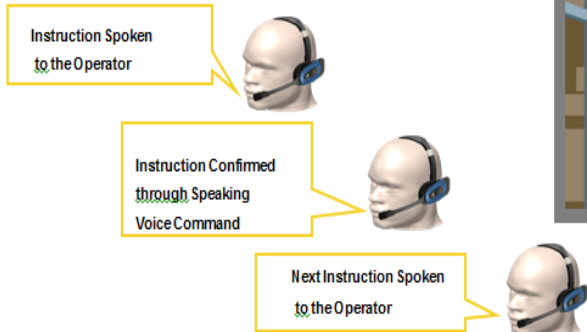 Instruction Spoken
to the Operator
Instruction Confirmed
through Speaking
Voice Command
Next Instruction Spoken
to the Operator